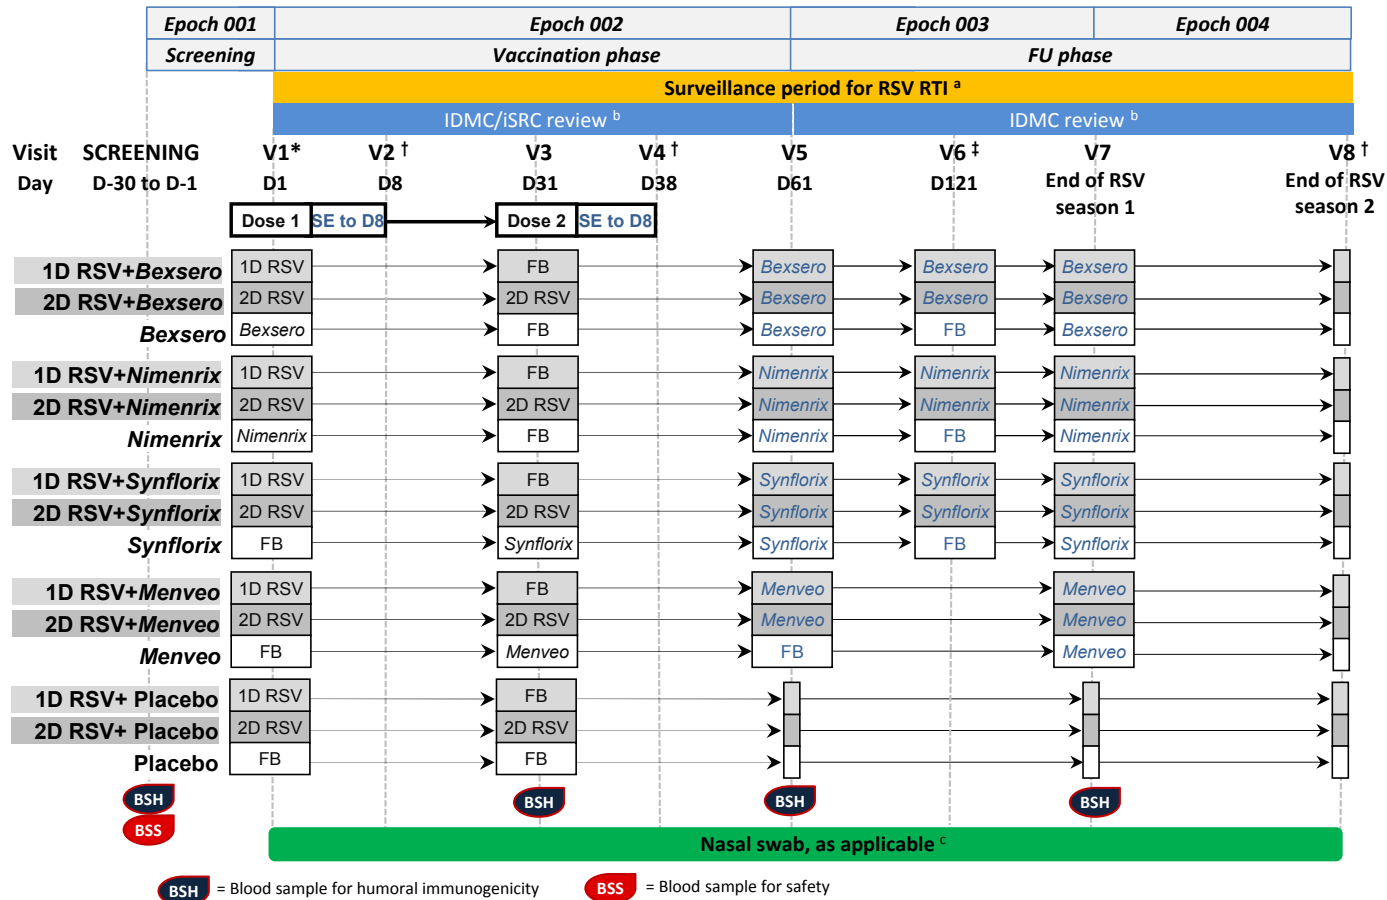 Epoch 001 Epoch 002 Epoch 003 Epoch 004
Screening Vaccination phase FU phase
Surveillance period for RSV RTI a
IDMC/iSRC review b IDMC review b
Visit SCREENING V1* V2 † V3 V4 † V5 V6 ‡ V7 V8 †
Day D-30 to D-1 D1 D8 D31 D38 D61 D121 End of RSV season 1 End of RSV season 2
Dose 1 SE to D8 Dose 2 SE to D8
1D RSV+Bexsero 1D RSV FB Bexsero Bexsero Bexsero
2D RSV+Bexsero 2D RSV 2D RSV Bexsero Bexsero Bexsero
Bexsero Bexsero FB Bexsero FB Bexsero
1D RSV+Nimenrix 1D RSV FB Nimenrix Nimenrix Nimenrix
2D RSV+Nimenrix 2D RSV 2D RSV Nimenrix Nimenrix Nimenrix
Nimenrix Nimenrix FB Nimenrix FB Nimenrix
1D RSV+Synflorix 1D RSV FB Synflorix Synflorix Synflorix
2D RSV+Synflorix 2D RSV 2D RSV Synflorix Synflorix Synflorix
Synflorix FB Synflorix Synflorix FB Synflorix
1D RSV+Menveo 1D RSV FB Menveo Menveo
2D RSV+Menveo 2D RSV 2D RSV Menveo Menveo
Menveo FB Menveo FB Menveo
1D RSV+ Placebo 1D RSV FB
2D RSV+ Placebo 2D RSV 2D RSV
Placebo FB FB
BSH BSH BSH BSH
BSS
Nasal swab, as applicable c
BSH = Blood sample for humoral immunogenicity BSS = Blood sample for safety